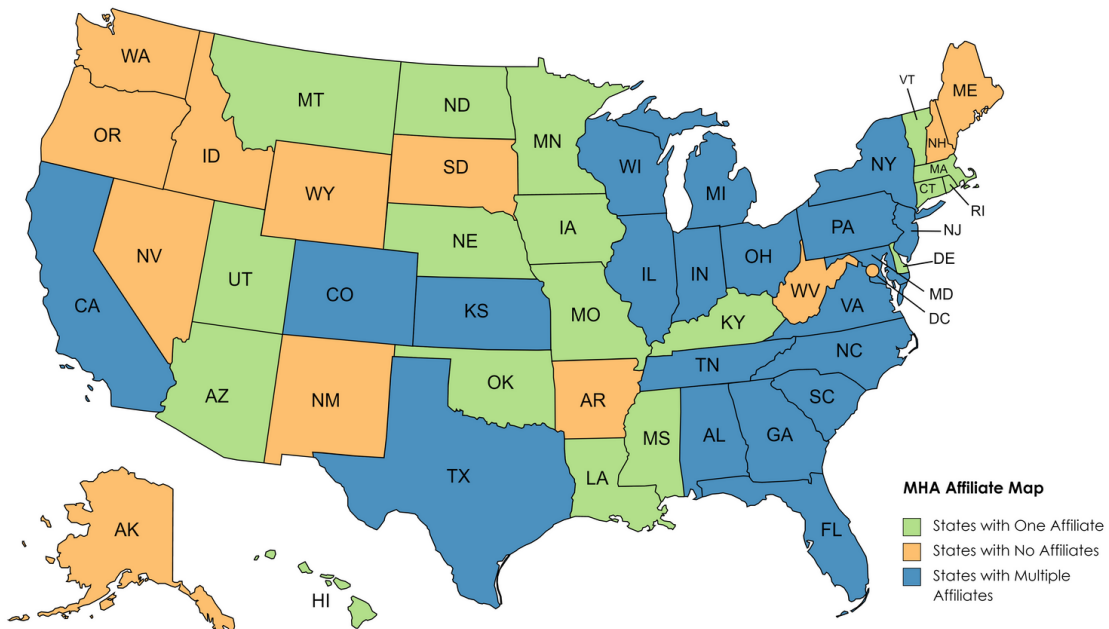 WA
MT
ND
MN
VT
ME
OR
ID
SD
WI
NH
NY
WY
MI
MA
CT
RI
NE
IA
PA
NJ
NV
UT
OH
DE
IL
IN
CA
CO
MD
WV
VA
KS
MO
DC
KY
NC
TN
OK
AZ
NM
AR
SC
MS
AL
GA
TX
LA
MHA Affiliate Map
States with One Affiliate
AK
FL
States with No Affiliates
States with Multiple
Affiliates
HI